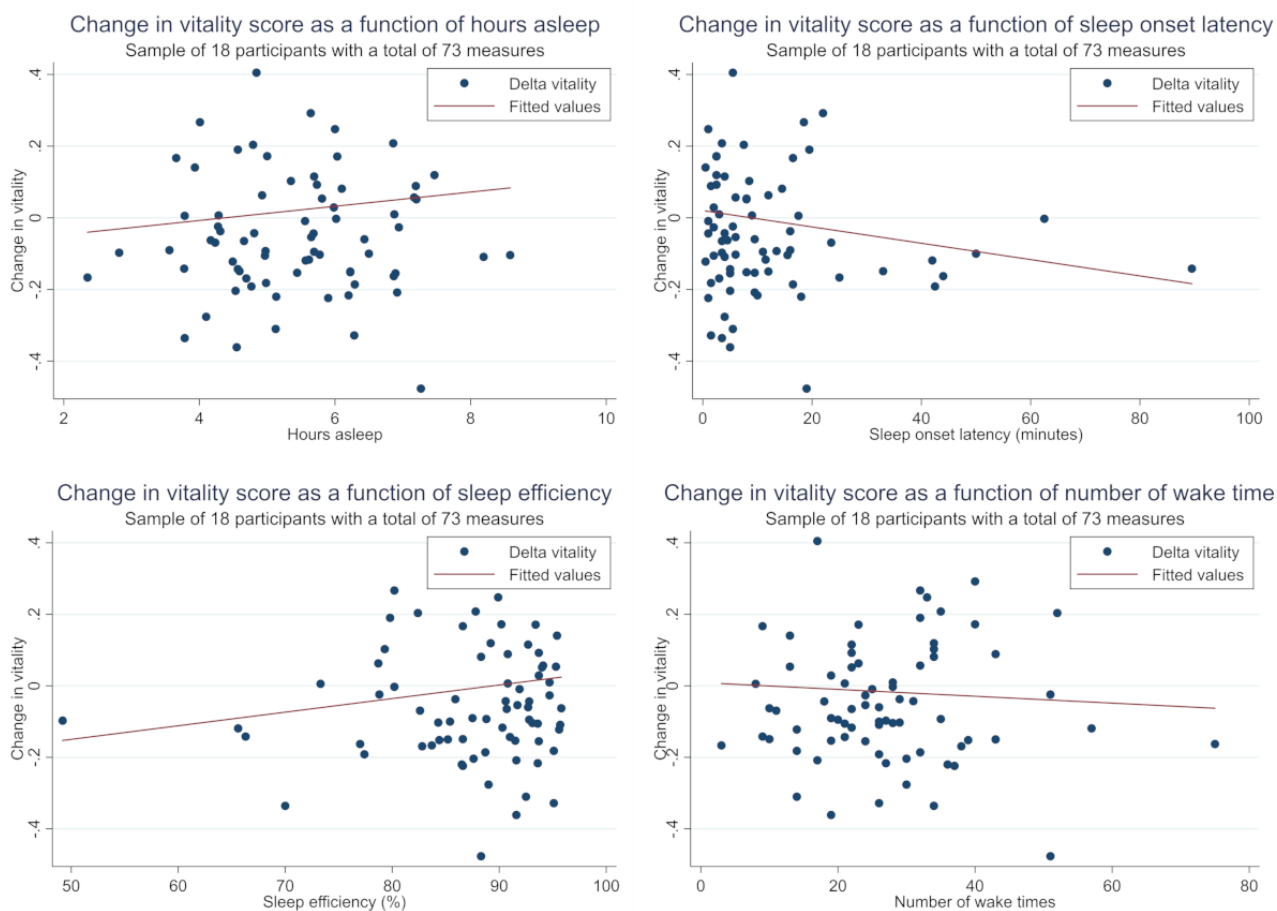 Change in vitality score as a function of hours asleep
Sample of 18 participants with a total of 73 measures
Delta vitality
Fitted values
.4
.2
0
-.2
-.4
Change in vitality
2 4 6 8 10
Hours asleep
Change in vitality score as a function of sleep onset latency
Sample of 18 participants with a total of 73 measures
Delta vitality
Fitted values
.4
.2
0
-.2
-.4
Change in vitality
0 20 40 60 80 100
Sleep onset latency (minutes)
Change in vitality score as a function of sleep efficiency
Sample of 18 participants with a total of 73 measures
Delta vitality
Fitted values
.4
.2
0
-.2
-.4
Change in vitality
50 60 70 80 90 100
Sleep efficiency (%)
Change in vitality score as a function of number of wake time
Sample of 18 participants with a total of 73 measures
Delta vitality
Fitted values
.4
.2
0
-.2
-.4
Change in vitality
0 20 40 60 80
Number of wake times